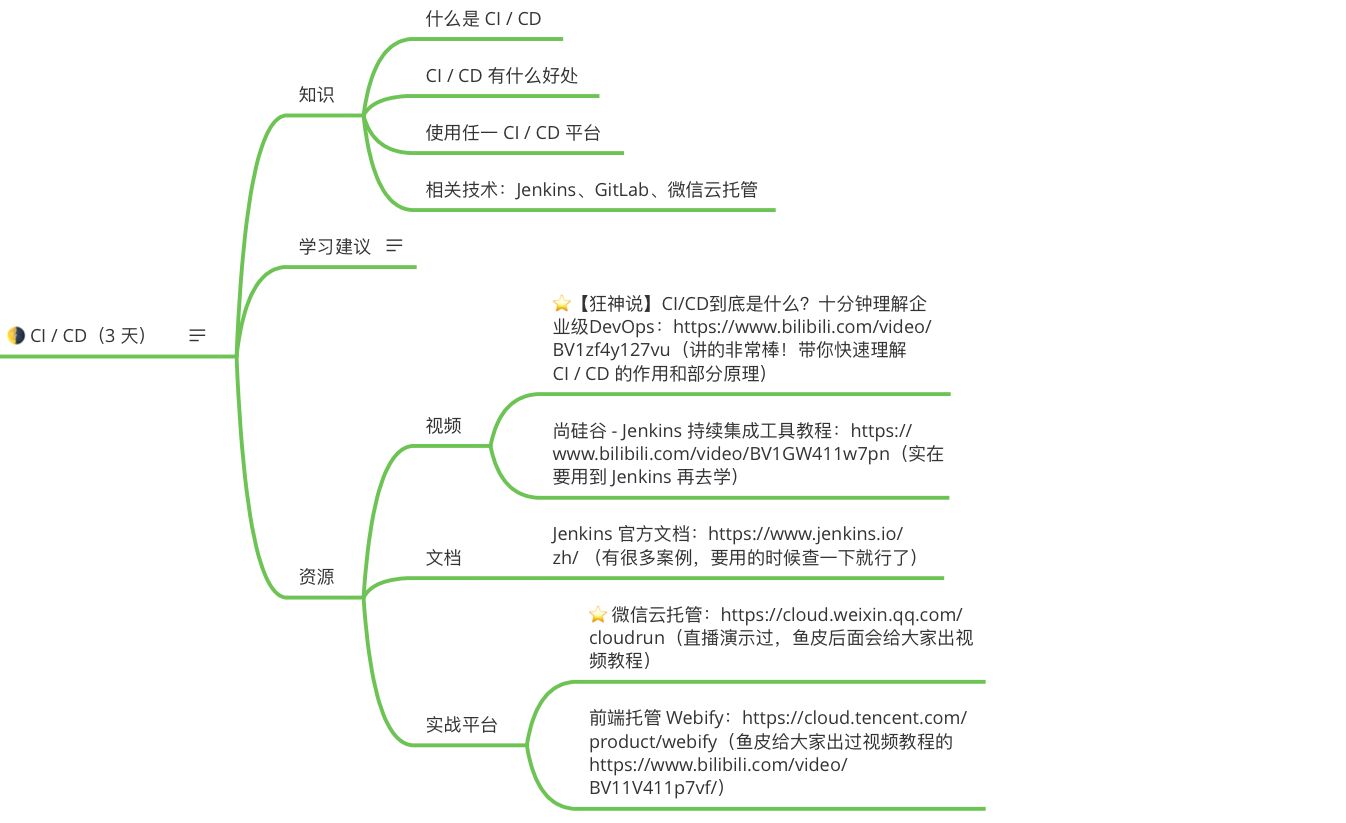 什么是 CI / CD
CI / CD 有什么好处
知识
使用任一 CI / CD 平台
相关技术：Jenkins、GitLab、微信云托管
学习建议
CI / CD（3 天）
⭐【狂神说】CI/CD到底是什么？十分钟理解企
业级DevOps：https://www.bilibili.com/video/
BV1zf4y127vu（讲的非常棒！带你快速理解
CI / CD 的作用和部分原理）
视频
尚硅谷 - Jenkins 持续集成工具教程：https://
www.bilibili.com/video/BV1GW411w7pn（实在
要用到 Jenkins 再去学）
资源
文档
Jenkins 官方文档：https://www.jenkins.io/
zh/ （有很多案例，要用的时候查一下就行了）
实战平台
⭐ 微信云托管：https://cloud.weixin.qq.com/
cloudrun（直播演示过，鱼皮后面会给大家出视
频教程）
前端托管 Webify：https://cloud.tencent.com/
product/webify（鱼皮给大家出过视频教程的
https://www.bilibili.com/video/
BV11V411p7vf/）